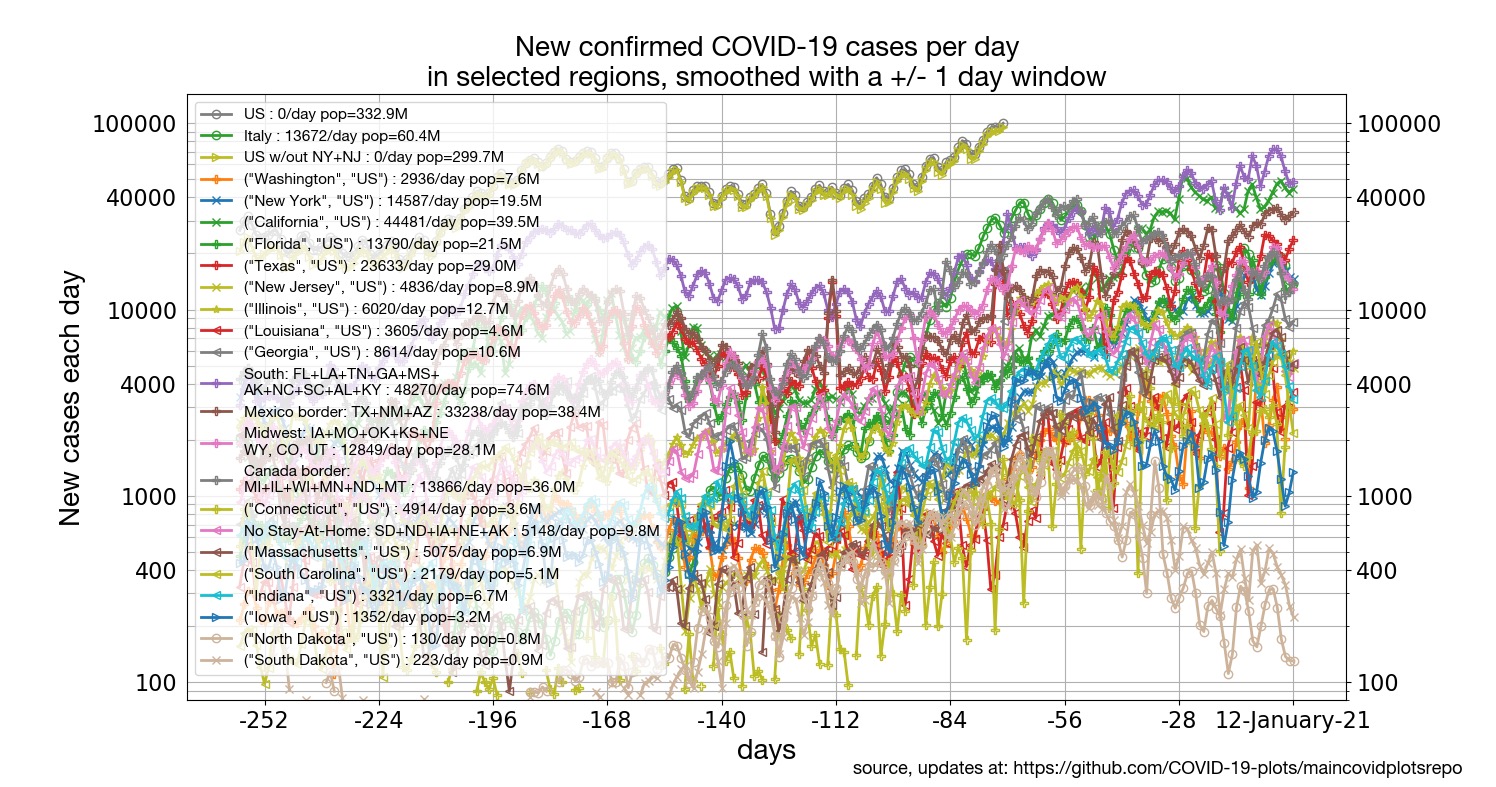 New confirmed COVID-19 cases per day
in selected regions, smoothed with a +/- 1 day window
New cases each day
100000
40000
10000
4000
1000
400
100
US : 0/day pop=332.9M
Italy : 13672/day pop=60.4M
US w/out NY+NJ : 0/day pop=299.7M
("Washington", "US") : 2936/day pop=7.6M
("New York", "US") : 14587/day pop=19.5M
("California", "US") : 44481/day pop=39.5M
("Florida", "US") : 13790/day pop=21.5M
("Texas", "US") : 23633/day pop=29.0M
("New Jersey", "US") : 4836/day pop=8.9M
("Illinois", "US") : 6020/day pop=12.7M
("Louisiana", "US") : 3605/day pop=4.6M
("Georgia", "US") : 8614/day pop=10.6M
South: FL+LA+TN+GA+MS+
AK+NC+SC+AL+KY : 48270/day pop=74.6M
Mexico border: TX+NM+AZ : 33238/day pop=38.4M
Midwest: IA+MO+OK+KS+NE
WY, CO, UT : 12849/day pop=28.1M
Canada border:
MI+IL+WI+MN+ND+MT : 13866/day pop=36.0M
("Connecticut", "US") : 4914/day pop=3.6M
No Stay-At-Home: SD+ND+IA+NE+AK : 5148/day pop=9.8M
("Massachusetts", "US") : 5075/day pop=6.9M
("South Carolina", "US") : 2179/day pop=5.1M
("Indiana", "US") : 3321/day pop=6.7M
("Iowa", "US") : 1352/day pop=3.2M
("North Dakota", "US") : 130/day pop=0.8M
("South Dakota", "US") : 223/day pop=0.9M
100000
40000
10000
4000
1000
400
100
-252 -224 -196 -168 -140 -112 -84 -56 -28 12-January-21
days
source, updates at: https://github.com/COVID-19-plots/maincovidplotsrepo